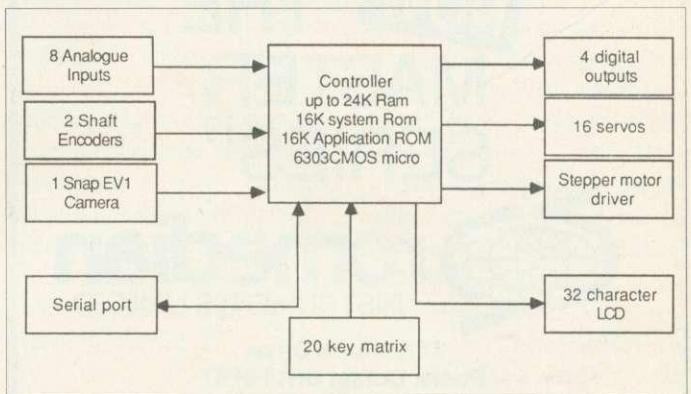 8 Analogue
Inputs
2 Shaft
Encoders
1 Snap EV1
Camera
Serial port
Controller
up to 24K Ram
16K system Rom
16K Application ROM
6303CMOS micro
20 key matrix
4 digital
outputs
16 servos
Stepper motor
driver
32 character
LCD